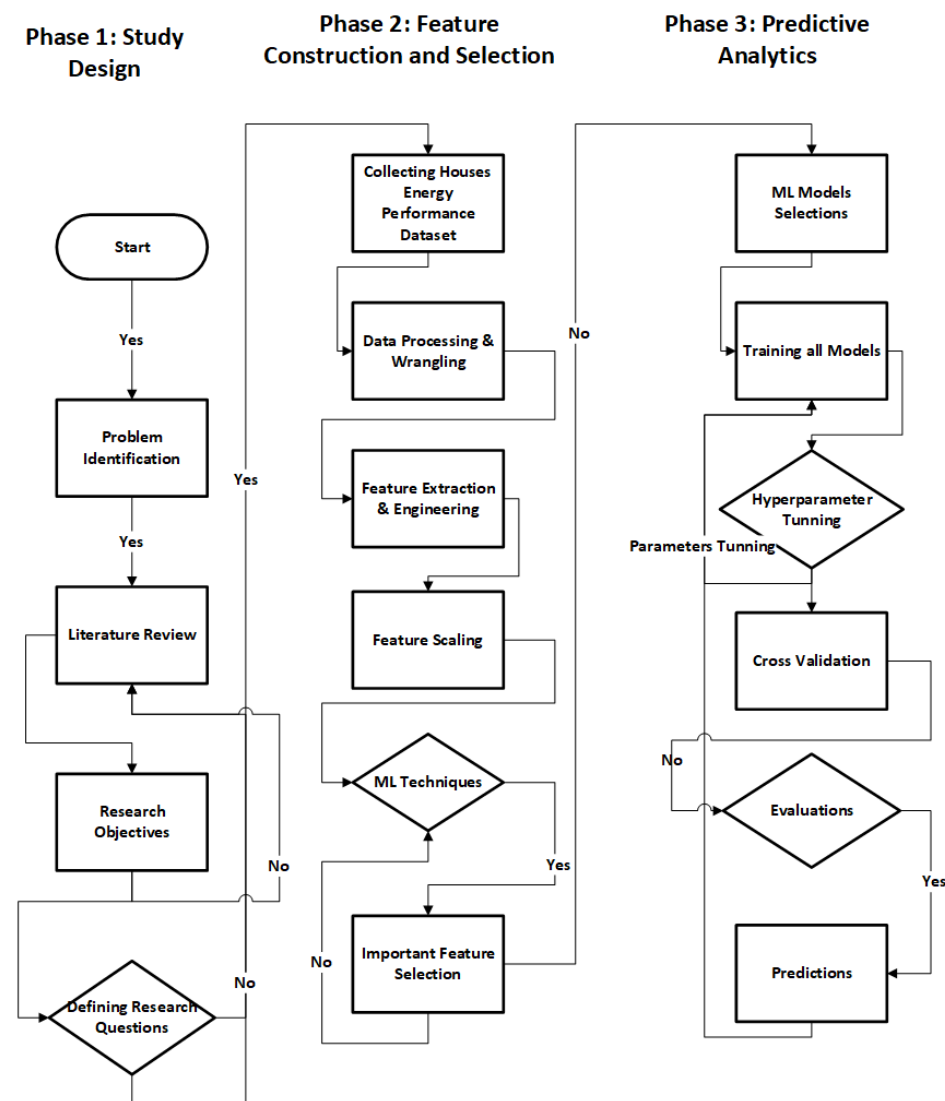 Phase 1: Study
Design
Start
Yes
Problem
Identification
Yes
Literature Review
Research
Objectives
No
Defining Research
Questions
No
Yes
Phase 2: Feature
Construction and Selection
Collecting Houses
Energy
Performance
Dataset
Data Processing &
Wrangling
Feature Extraction
& Engineering
Feature Scaling
ML Techniques
Yes
Important Feature
Selection
No
No
Phase 3: Predictive
Analytics
ML Models
Selections
Training all Models
Hyperparameter
Tunning
Parameters Tunning
Cross Validation
No
Evaluations
Yes
Predictions